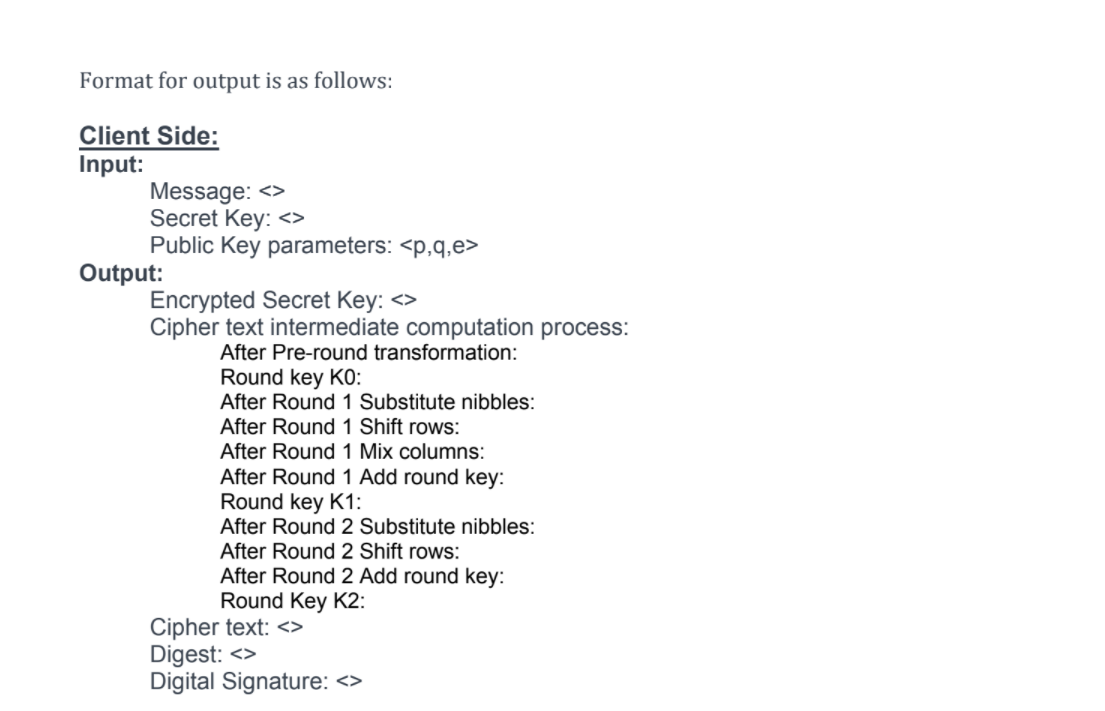 Format for output is as follows:
Client Side:
Input:
Message: <>
Secret Key: <>
Public Key parameters: <p,q,e>
Output:
Encrypted Secret Key: <>
Cipher text intermediate computation process:
After Pre-round transformation:
Round key K0:
After Round 1 Substitute nibbles:
After Round 1 Shift rows:
After Round 1 Mix columns:
After Round 1 Add round key:
Round key K1:
After Round 2 Substitute nibbles:
After Round 2 Shift rows:
After Round 2 Add round key:
Round Key K2:
Cipher text: <>
Digest: <>
Digital Signature: <>